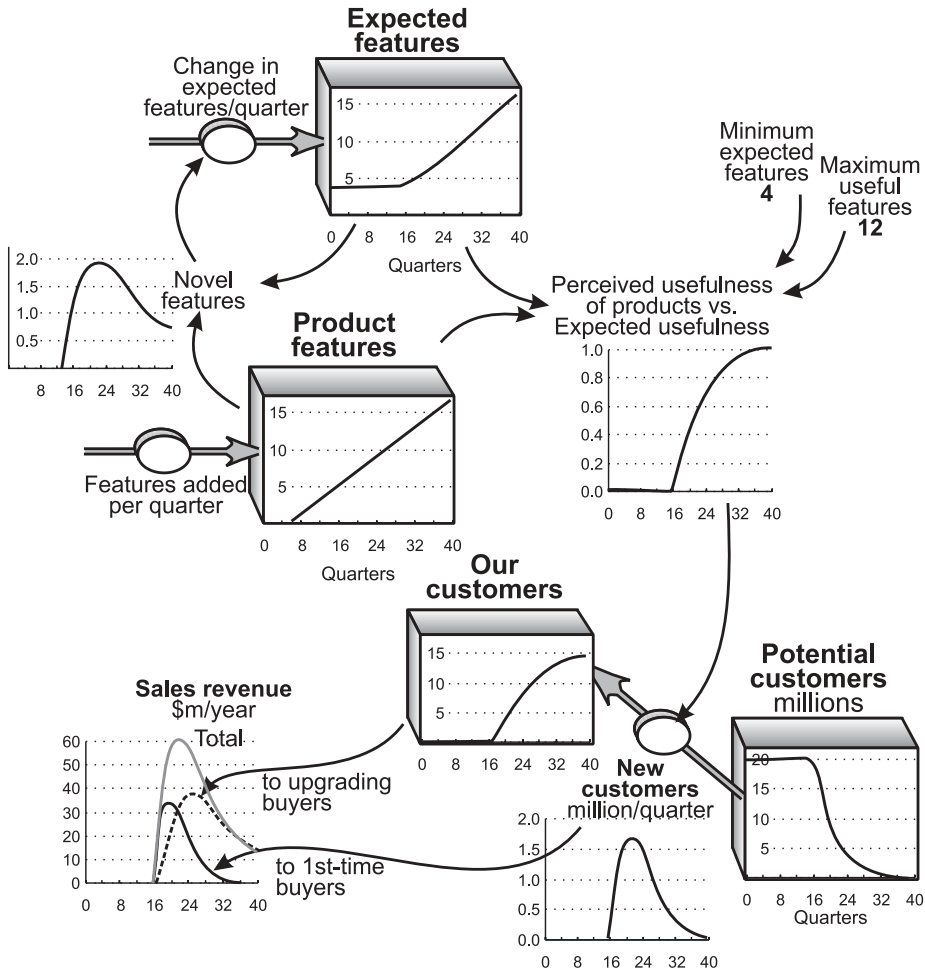 Expected
features
Change in
expected
features/quarter
15
10
5
0 8 16 24 32 40
Quarters
Minimum
expected
features
4
Maximum
useful
features
12
2.0
1.5
1.0
0.5
8 16 24 32 40
Novel
features
Perceived usefulness
of products vs.
Expected usefulness
1.0
0.8
0.6
0.4
0.2
0.0
0 8 16 24 32 40
Product
features
15
10
5
0 8 16 24 32 40
Quarters
Features added
per quarter
Our
customers
15
10
5
0 8 16 24 32 40
Potential
customers
millions
20
15
10
5
0 8 16 24 32 40
Quarters
Sales revenue
$m/year
Total
60
50
40
30
20
10
0
0 8 16 24 32 40
to upgrading
buyers
to 1st-time
buyers
New
customers
million/quarter
2.0
1.5
1.0
0.5
0.0
0 8 16 24 32 40